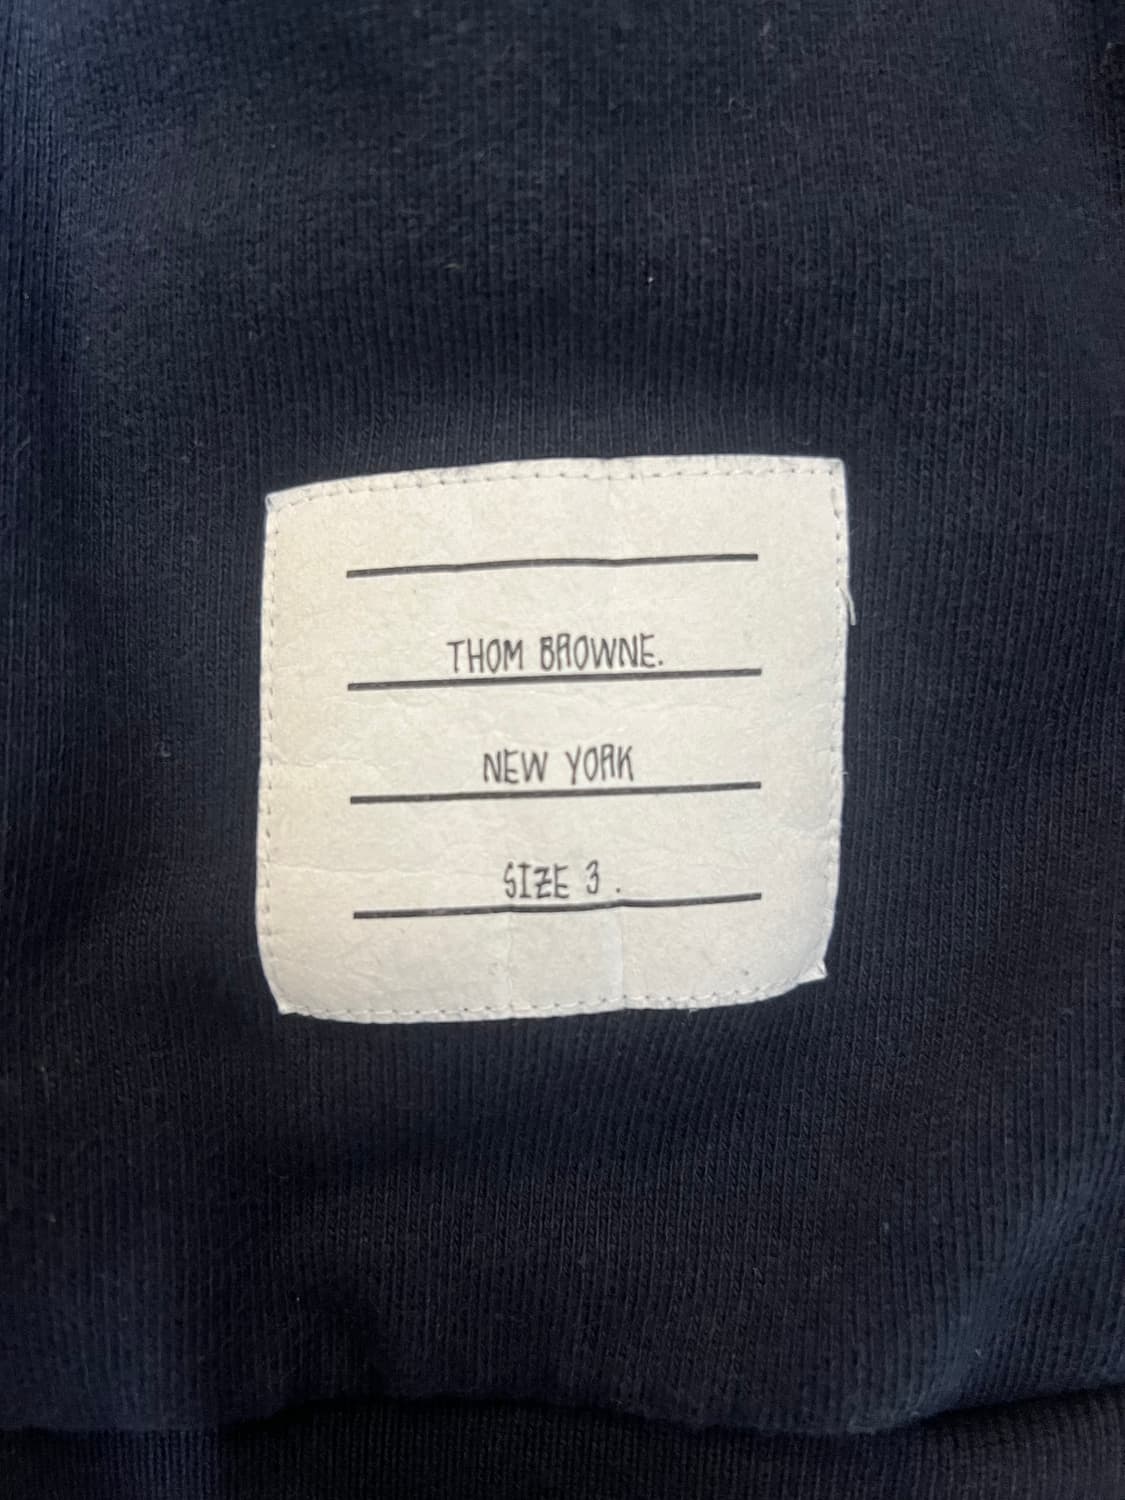 THOM BROWNE.
NEW YORK
SIZE 3 .